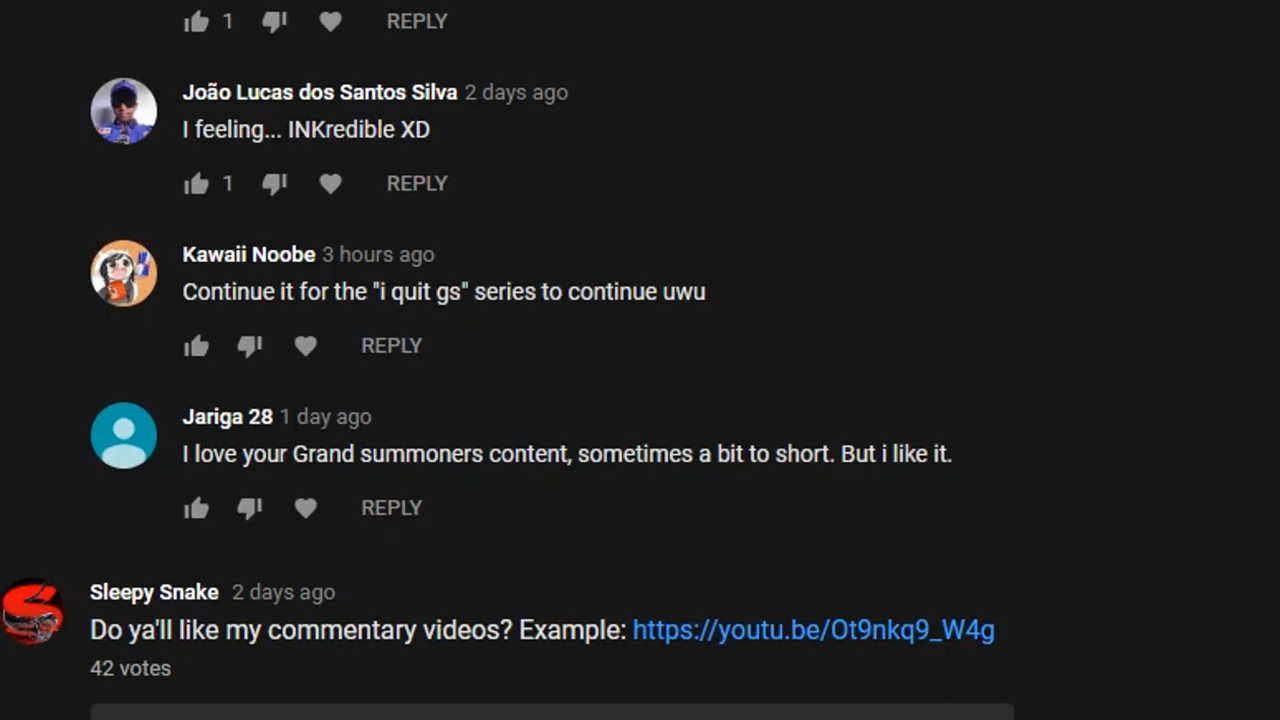 1 REPLY
João Lucas dos Santos Silva 2 days ago
I feeling... INKredible XD
1 REPLY
Kawaii Noobe 3 hours ago
Continue it for the "i quit gs" series to continue uwu
REPLY
Jariga 28 1 day ago
I love your Grand summoners content, sometimes a bit to short. But i like it.
REPLY
Sleepy Snake 2 days ago
Do ya'll like my commentary videos? Example: https://youtu.be/Ot9nkq9_W4g
42 votes